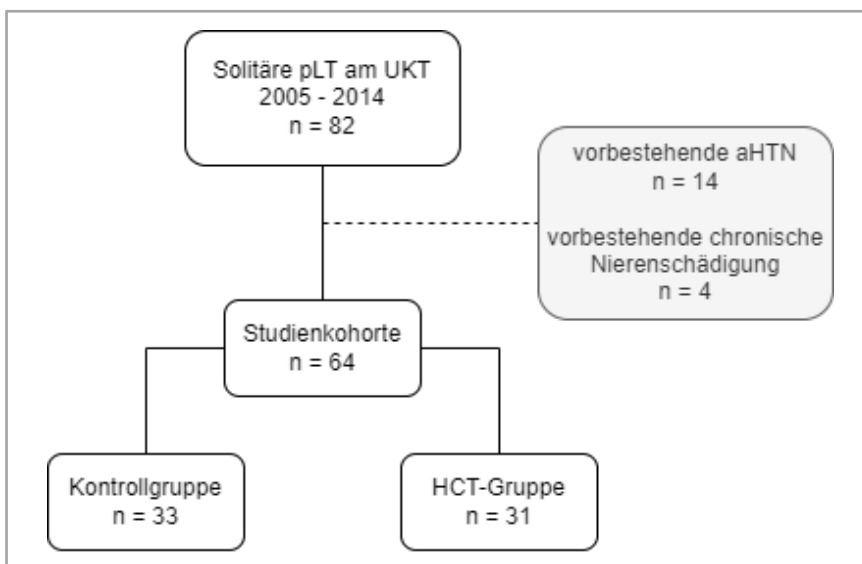 Solitäre pLT am UKT
2005 - 2014
n = 82
vorbestehende aHTN
n = 14
vorbestehende chronische
Nierenschädigung
n = 4
Studienkohorte
n = 64
Kontrollgruppe
n = 33
HCT-Gruppe
n = 31